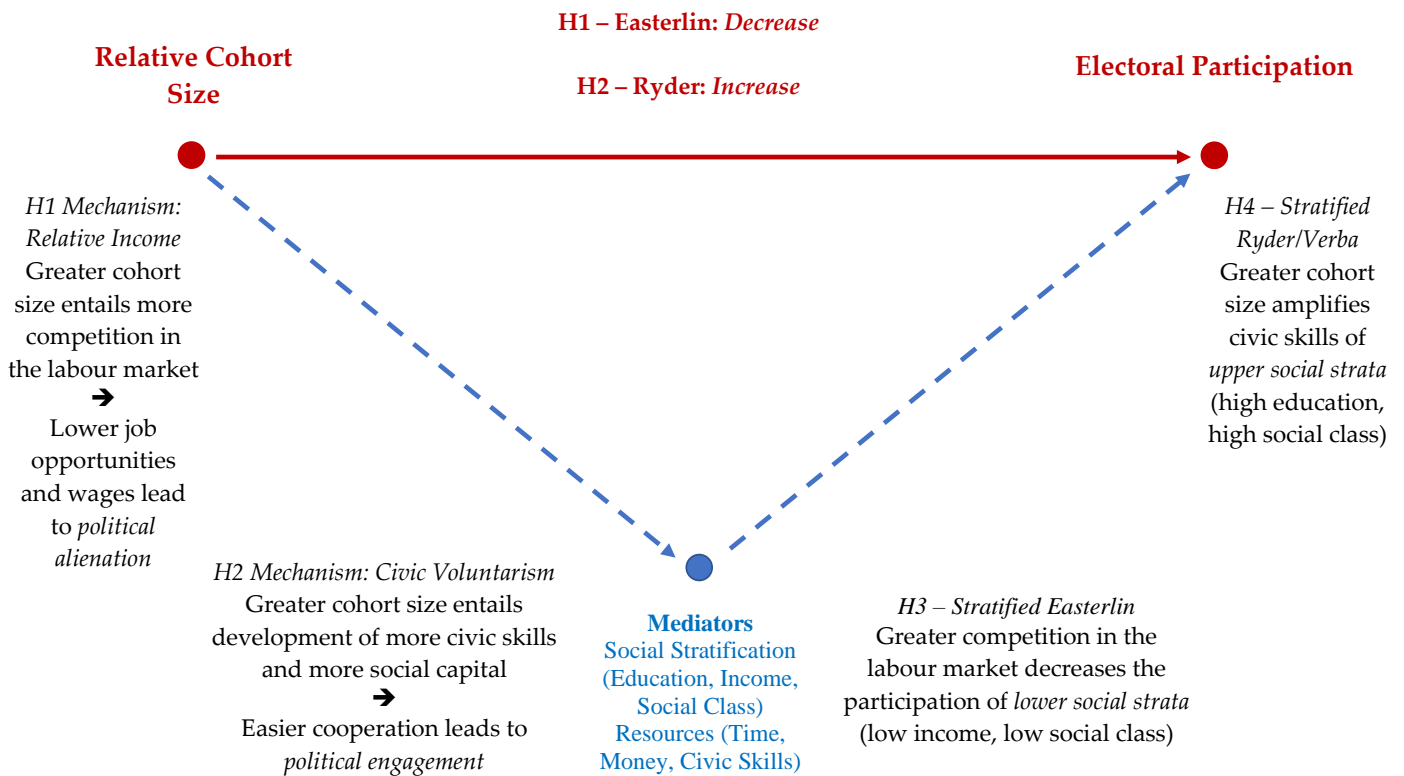 H1 – Easterlin: Decrease
H2 – Ryder: Increase
Relative Cohort
Size
Electoral Participation
H1 Mechanism:
Relative Income
Greater cohort
size entails more
competition in
the labour market
➔
Lower job
opportunities
and wages lead
to political
alienation
H2 Mechanism: Civic Voluntarism
Greater cohort size entails
development of more civic skills
and more social capital
➔
Easier cooperation leads to
political engagement
Mediators
Social Stratification
(Education, Income,
Social Class)
Resources (Time,
Money, Civic Skills)
H3 – Stratified Easterlin
Greater competition in the
labour market decreases the
participation of lower social strata
(low income, low social class)
H4 – Stratified
Ryder/Verba
Greater cohort
size amplifies
civic skills of
upper social strata
(high education,
high social class)